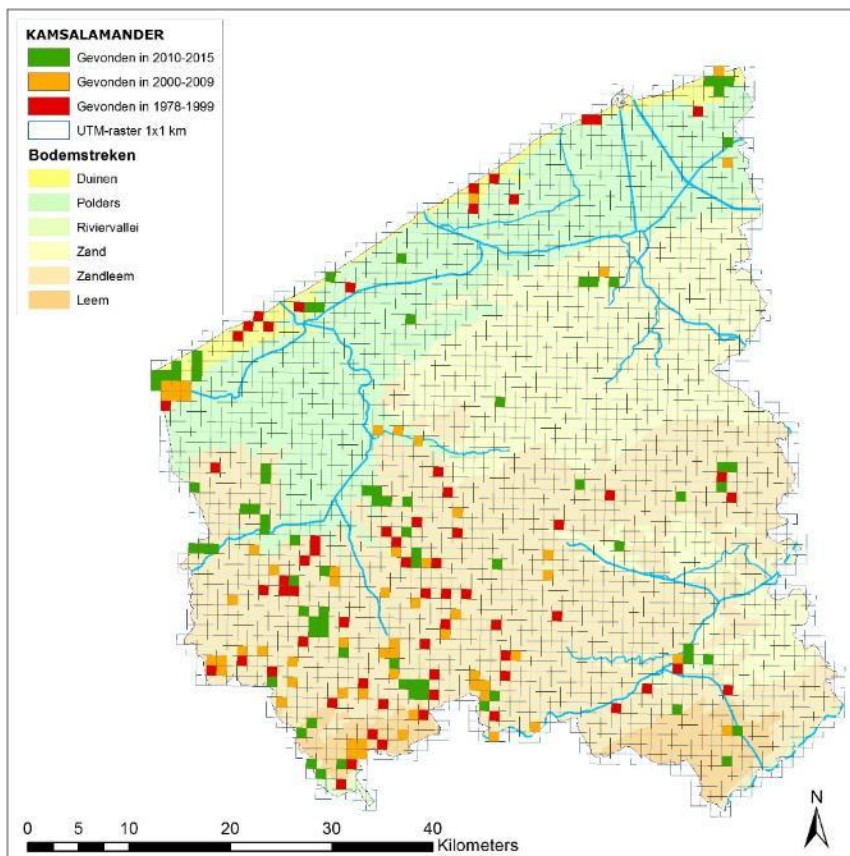 KAMSALAMANDER
Gevonden in 2010-2015
Gevonden in 2000-2009
Gevonden in 1978-1999
UTM-raster 1x1 km
Bodemstreken
Duinen
Polders
Riviervallei
Zand
Zandleem
Leem
N
0 5 10 20 30 40
Kilometers